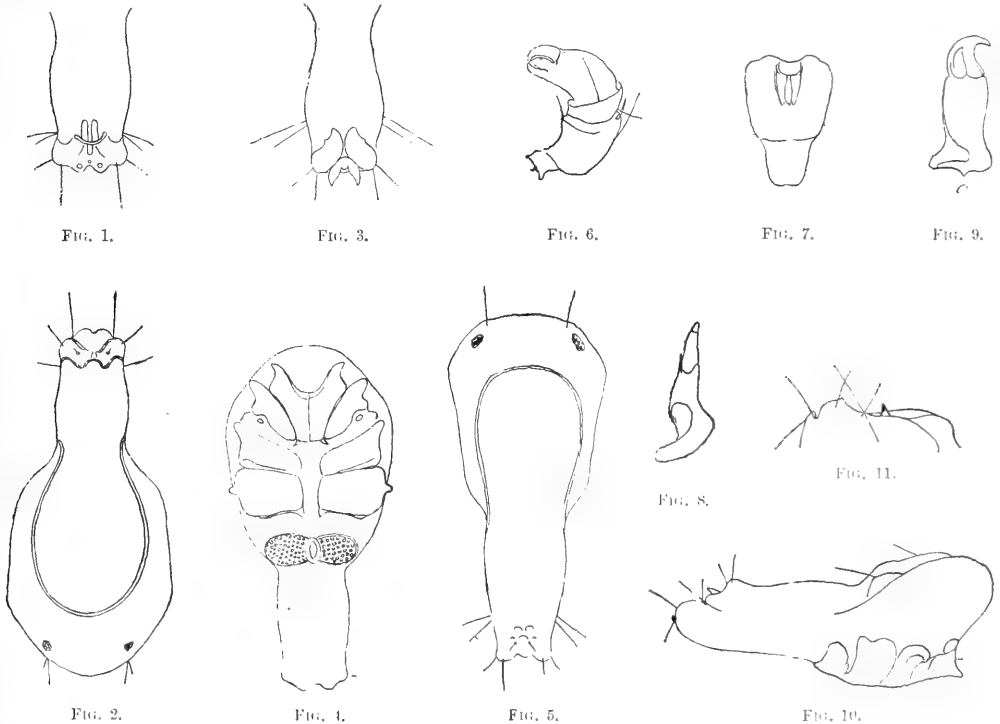 FIG. 1.
FIG. 3.
FIG. 6.
FIG. 7.
FIG. 9.
FIG. 2.
FIG. 4.
FIG. 5.
FIG. 8.
FIG. 11.
FIG. 10.